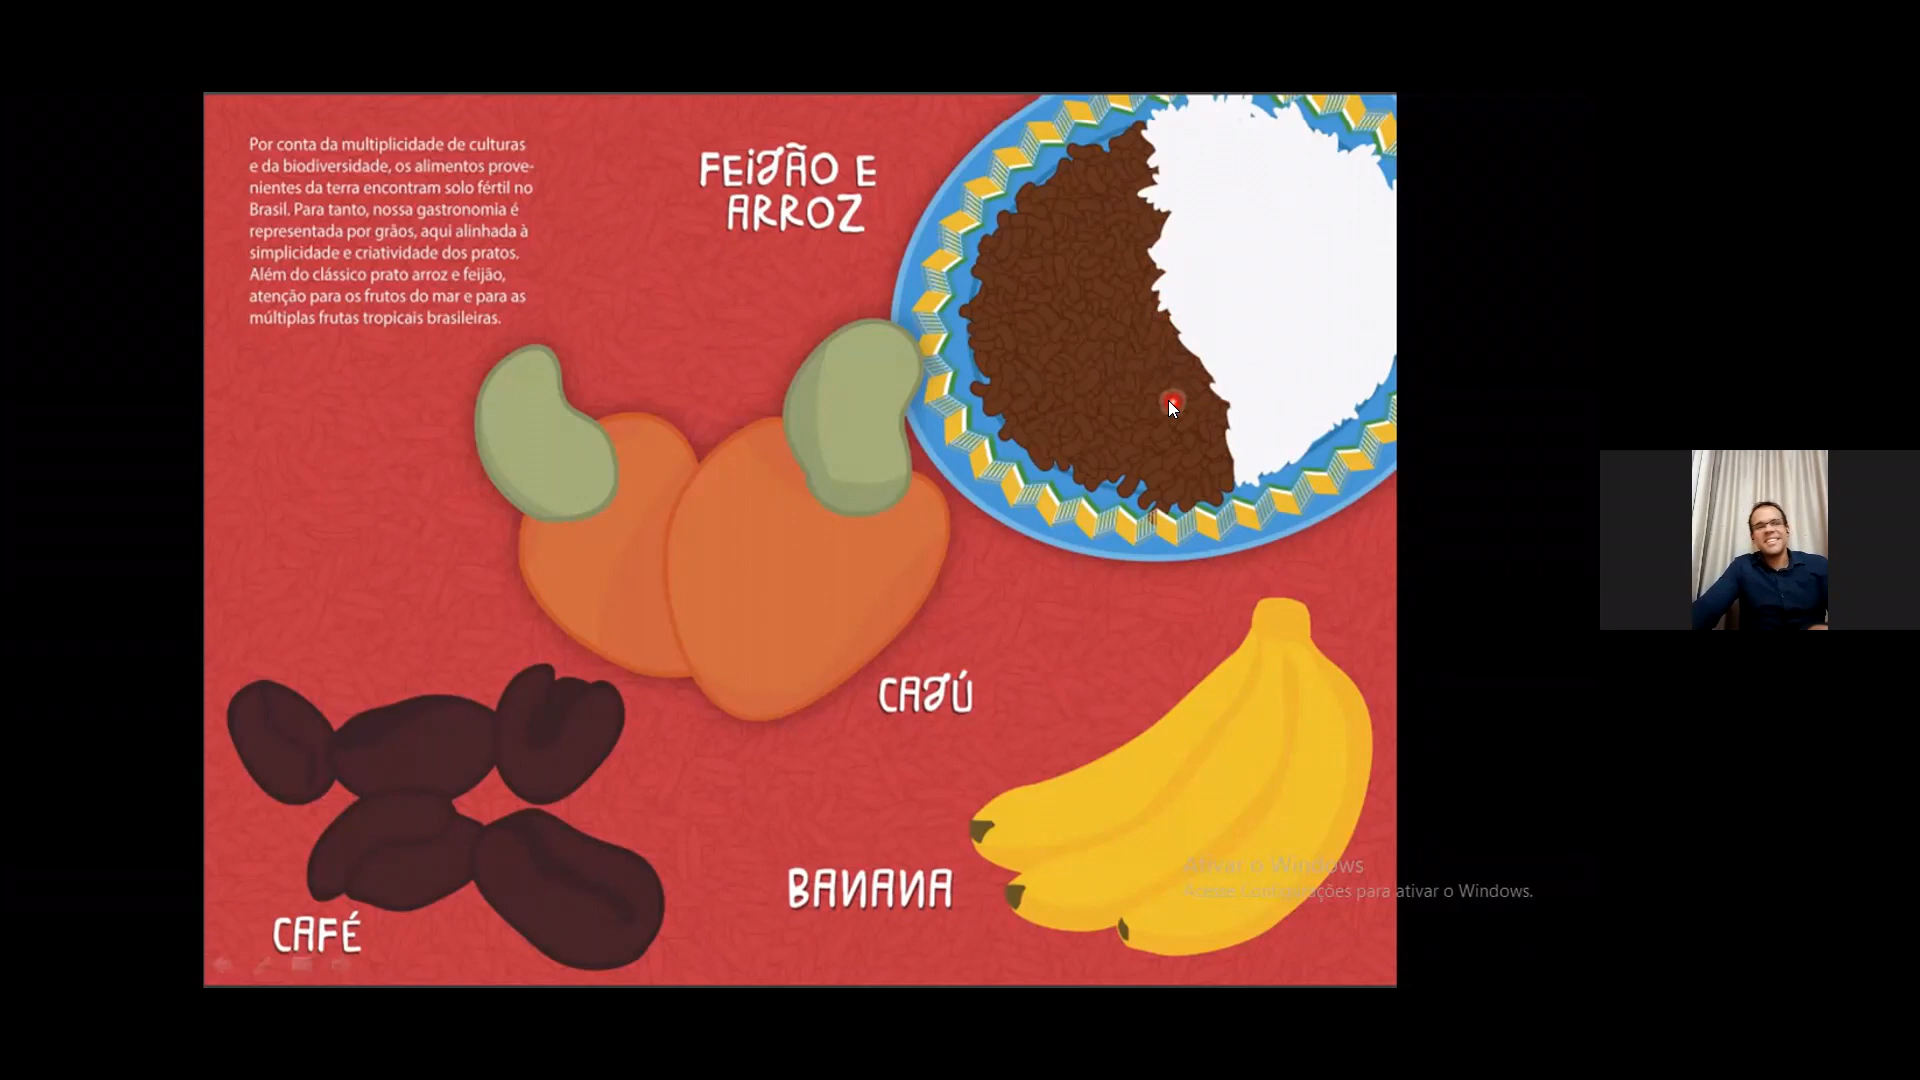 Por conta da multiplicidade de culturas
e da biodiversidade, os alimentos prove-
nientes da terra encontram solo fértil no
Brasil. Para tanto, nossa gastronomia é
representada por grãos, aqui alinhada à
simplicidade e criatividade dos pratos.
Além do clássico prato arroz e feijão,
atenção para os frutos do mar e para as
múltiplas frutas tropicais brasileiras.
FEIJÃO E
ARROZ
CAJÚ
BANANA
CAFÉ
Ativar o Windows
Acesse Configurações para ativar o Windows.